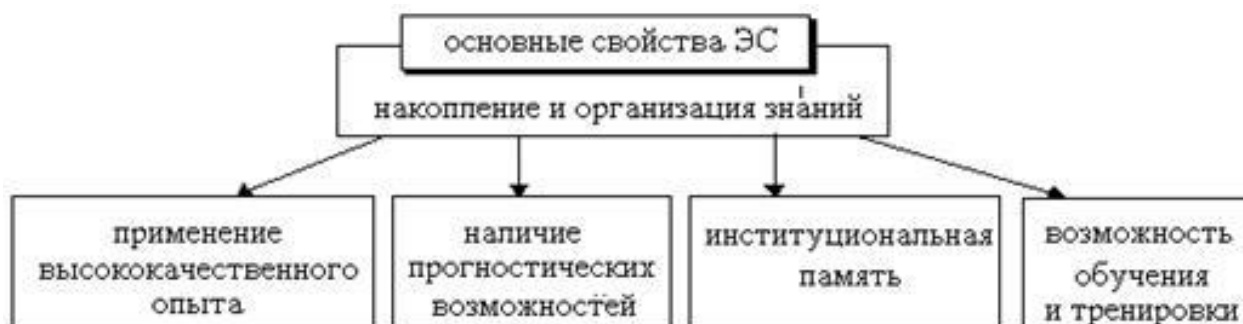 основные свойства ЭС
накопление и организация знаний
применение
высококачественного
опыта
наличие
прогностических
возможностей
институциональная
память
возможность
обучения
и тренировки